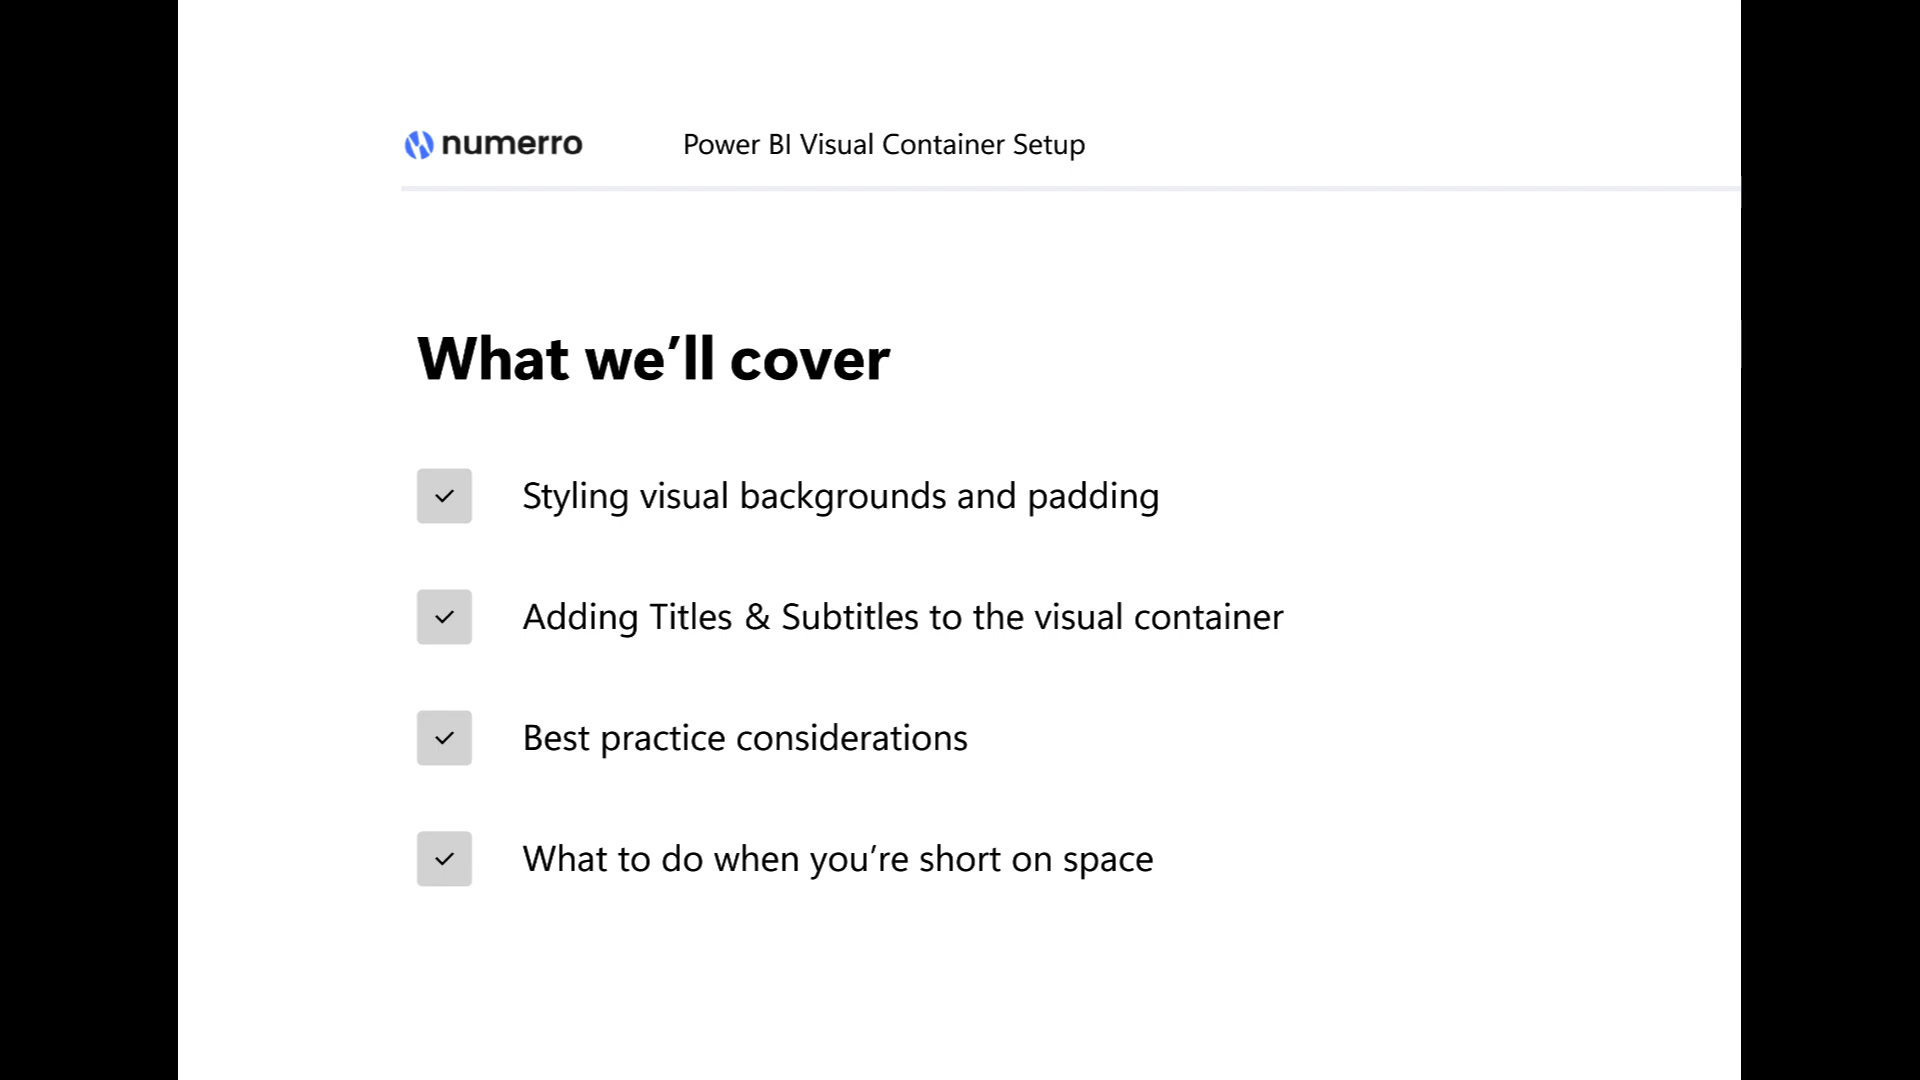 numerro
Power BI Visual Container Setup
What we’ll cover
Styling visual backgrounds and padding
Adding Titles & Subtitles to the visual container
Best practice considerations
What to do when you’re short on space